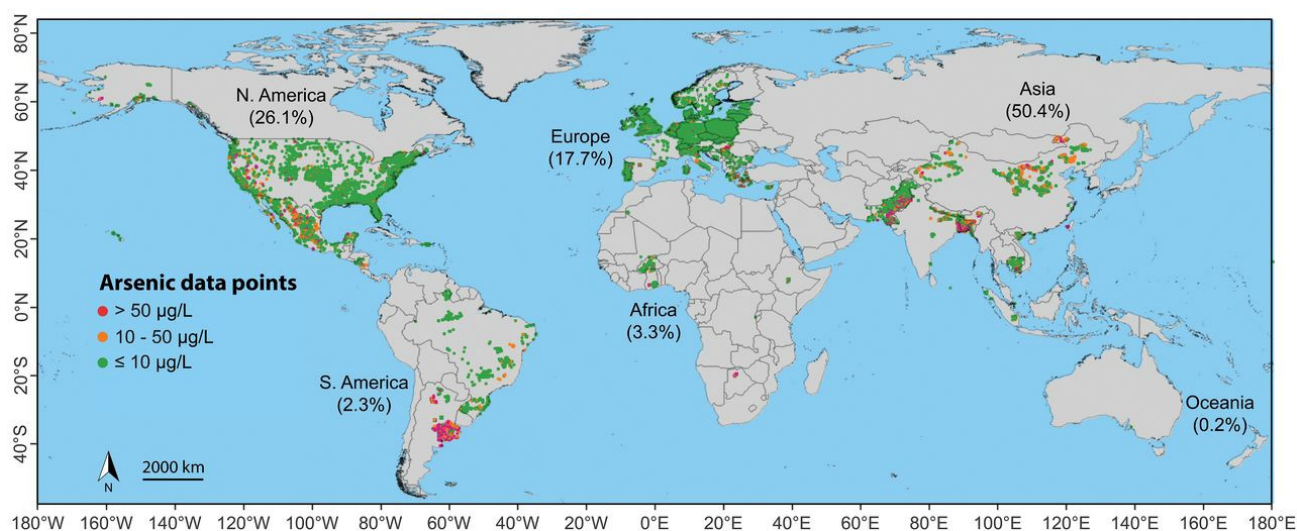 80°N
60°N
40°N
20°N
0°N
20°S
40°S
N. America
(26.1%)
Europe
(17.7%)
Asia
(50.4%)
Africa
(3.3%)
S. America
(2.3%)
Oceania
(0.2%)
Arsenic data points
> 50 µg/L
10 - 50 µg/L
≤ 10 µg/L
N
2000 km
180°W 160°W 140°W 120°W 100°W 80°W 60°W 40°W 20°W 0°E 20°E 40°E 60°E 80°E 100°E 120°E 140°E 160°E 180°E